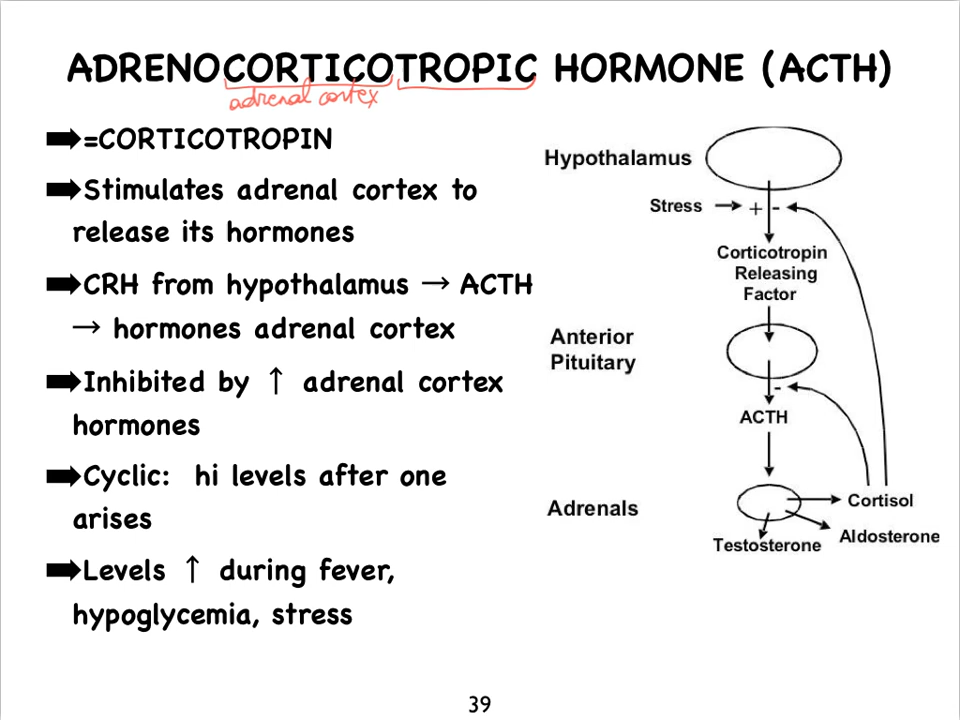 ADRENOCORTICOTROPIC HORMONE (ACTH)
adrenal cortex
➡=CORTICOTROPIN
➡Stimulates adrenal cortex to
release its hormones
➡CRH from hypothalamus → ACTH
→ hormones adrenal cortex
➡Inhibited by ↑ adrenal cortex
hormones
➡Cyclic: hi levels after one
arises
➡Levels ↑ during fever,
hypoglycemia, stress
Hypothalamus
Stress
+ -
Corticotropin
Releasing
Factor
Anterior
Pituitary
-
ACTH
Adrenals
Cortisol
Aldosterone
Testosterone
39